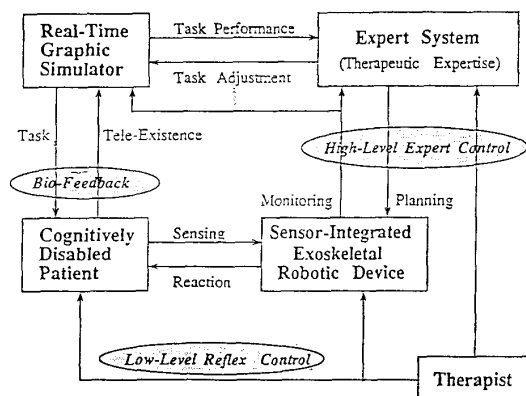 Real-Time
Graphic
Simulator
Task Performance
Task Adjustment
Expert System
(Therapeutic Expertise)
Task
Tele-Existence
High-Level Expert Control
Bio-Feedback
Monitoring
Planning
Cognitively
Disabled
Patient
Sensing
Reaction
Sensor-Integrated
Exoskeletal
Robotic Device
Low-Level Reflex Control
Therapist